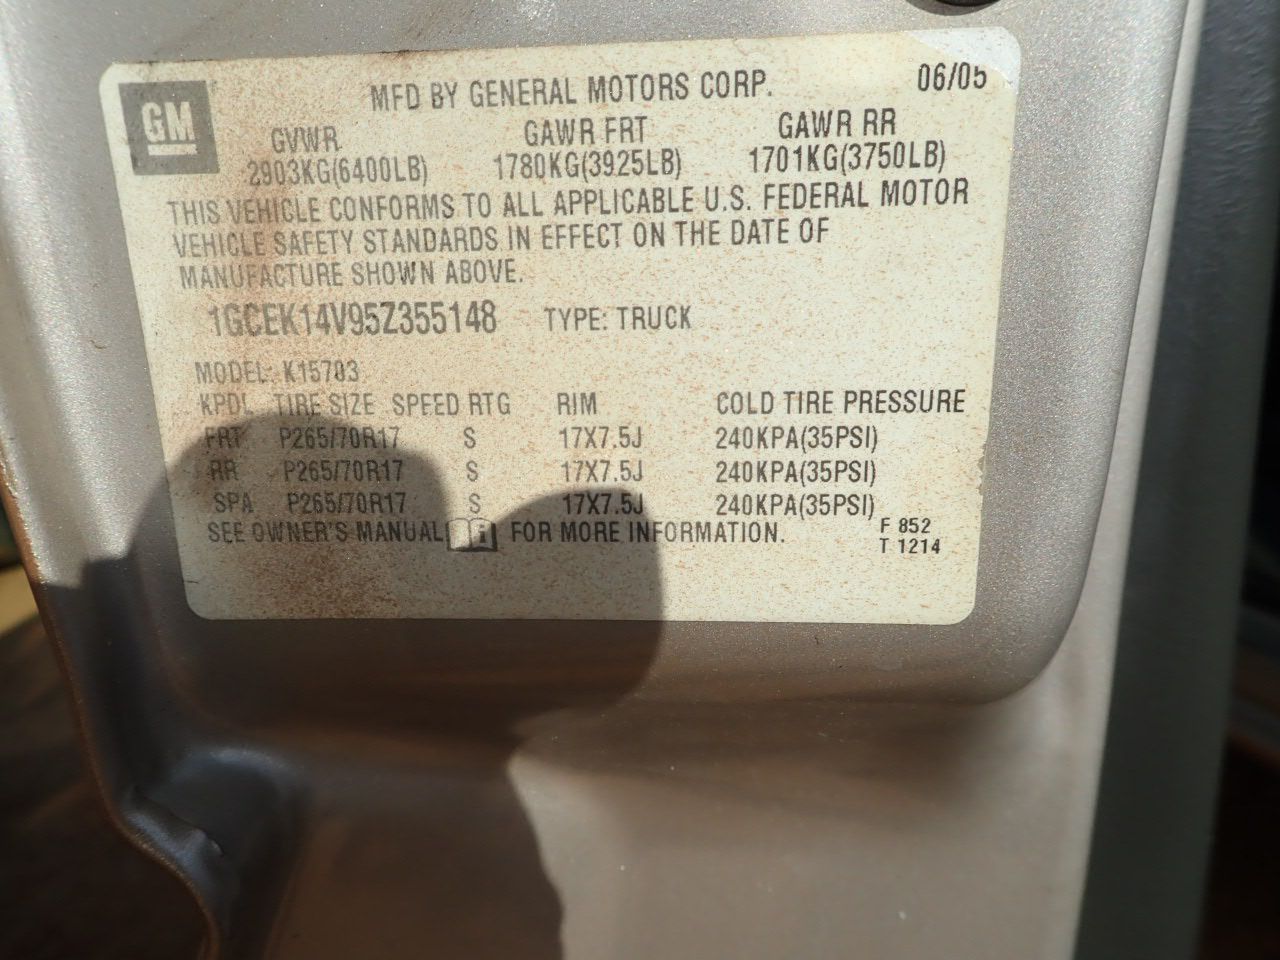 GM
MFD BY GENERAL MOTORS CORP. 06/05
GVWR GAWR FRT GAWR RR
2903KG(6400LB) 1780KG(3925LB) 1701KG(3750LB)
THIS VEHICLE CONFORMS TO ALL APPLICABLE U.S. FEDERAL MOTOR
VEHICLE SAFETY STANDARDS IN EFFECT ON THE DATE OF
MANUFACTURE SHOWN ABOVE.
1GCEK14V95Z355148 TYPE: TRUCK
MODEL: K15703
KPDL TIRE SIZE SPEED RTG RIM COLD TIRE PRESSURE
FRT P265/70R17 S 17X7.5J 240KPA(35PSI)
RR P265/70R17 S 17X7.5J 240KPA(35PSI)
SPA P265/70R17 S 17X7.5J 240KPA(35PSI)
SEE OWNER'S MANUAL i FOR MORE INFORMATION. F 852
T 1214